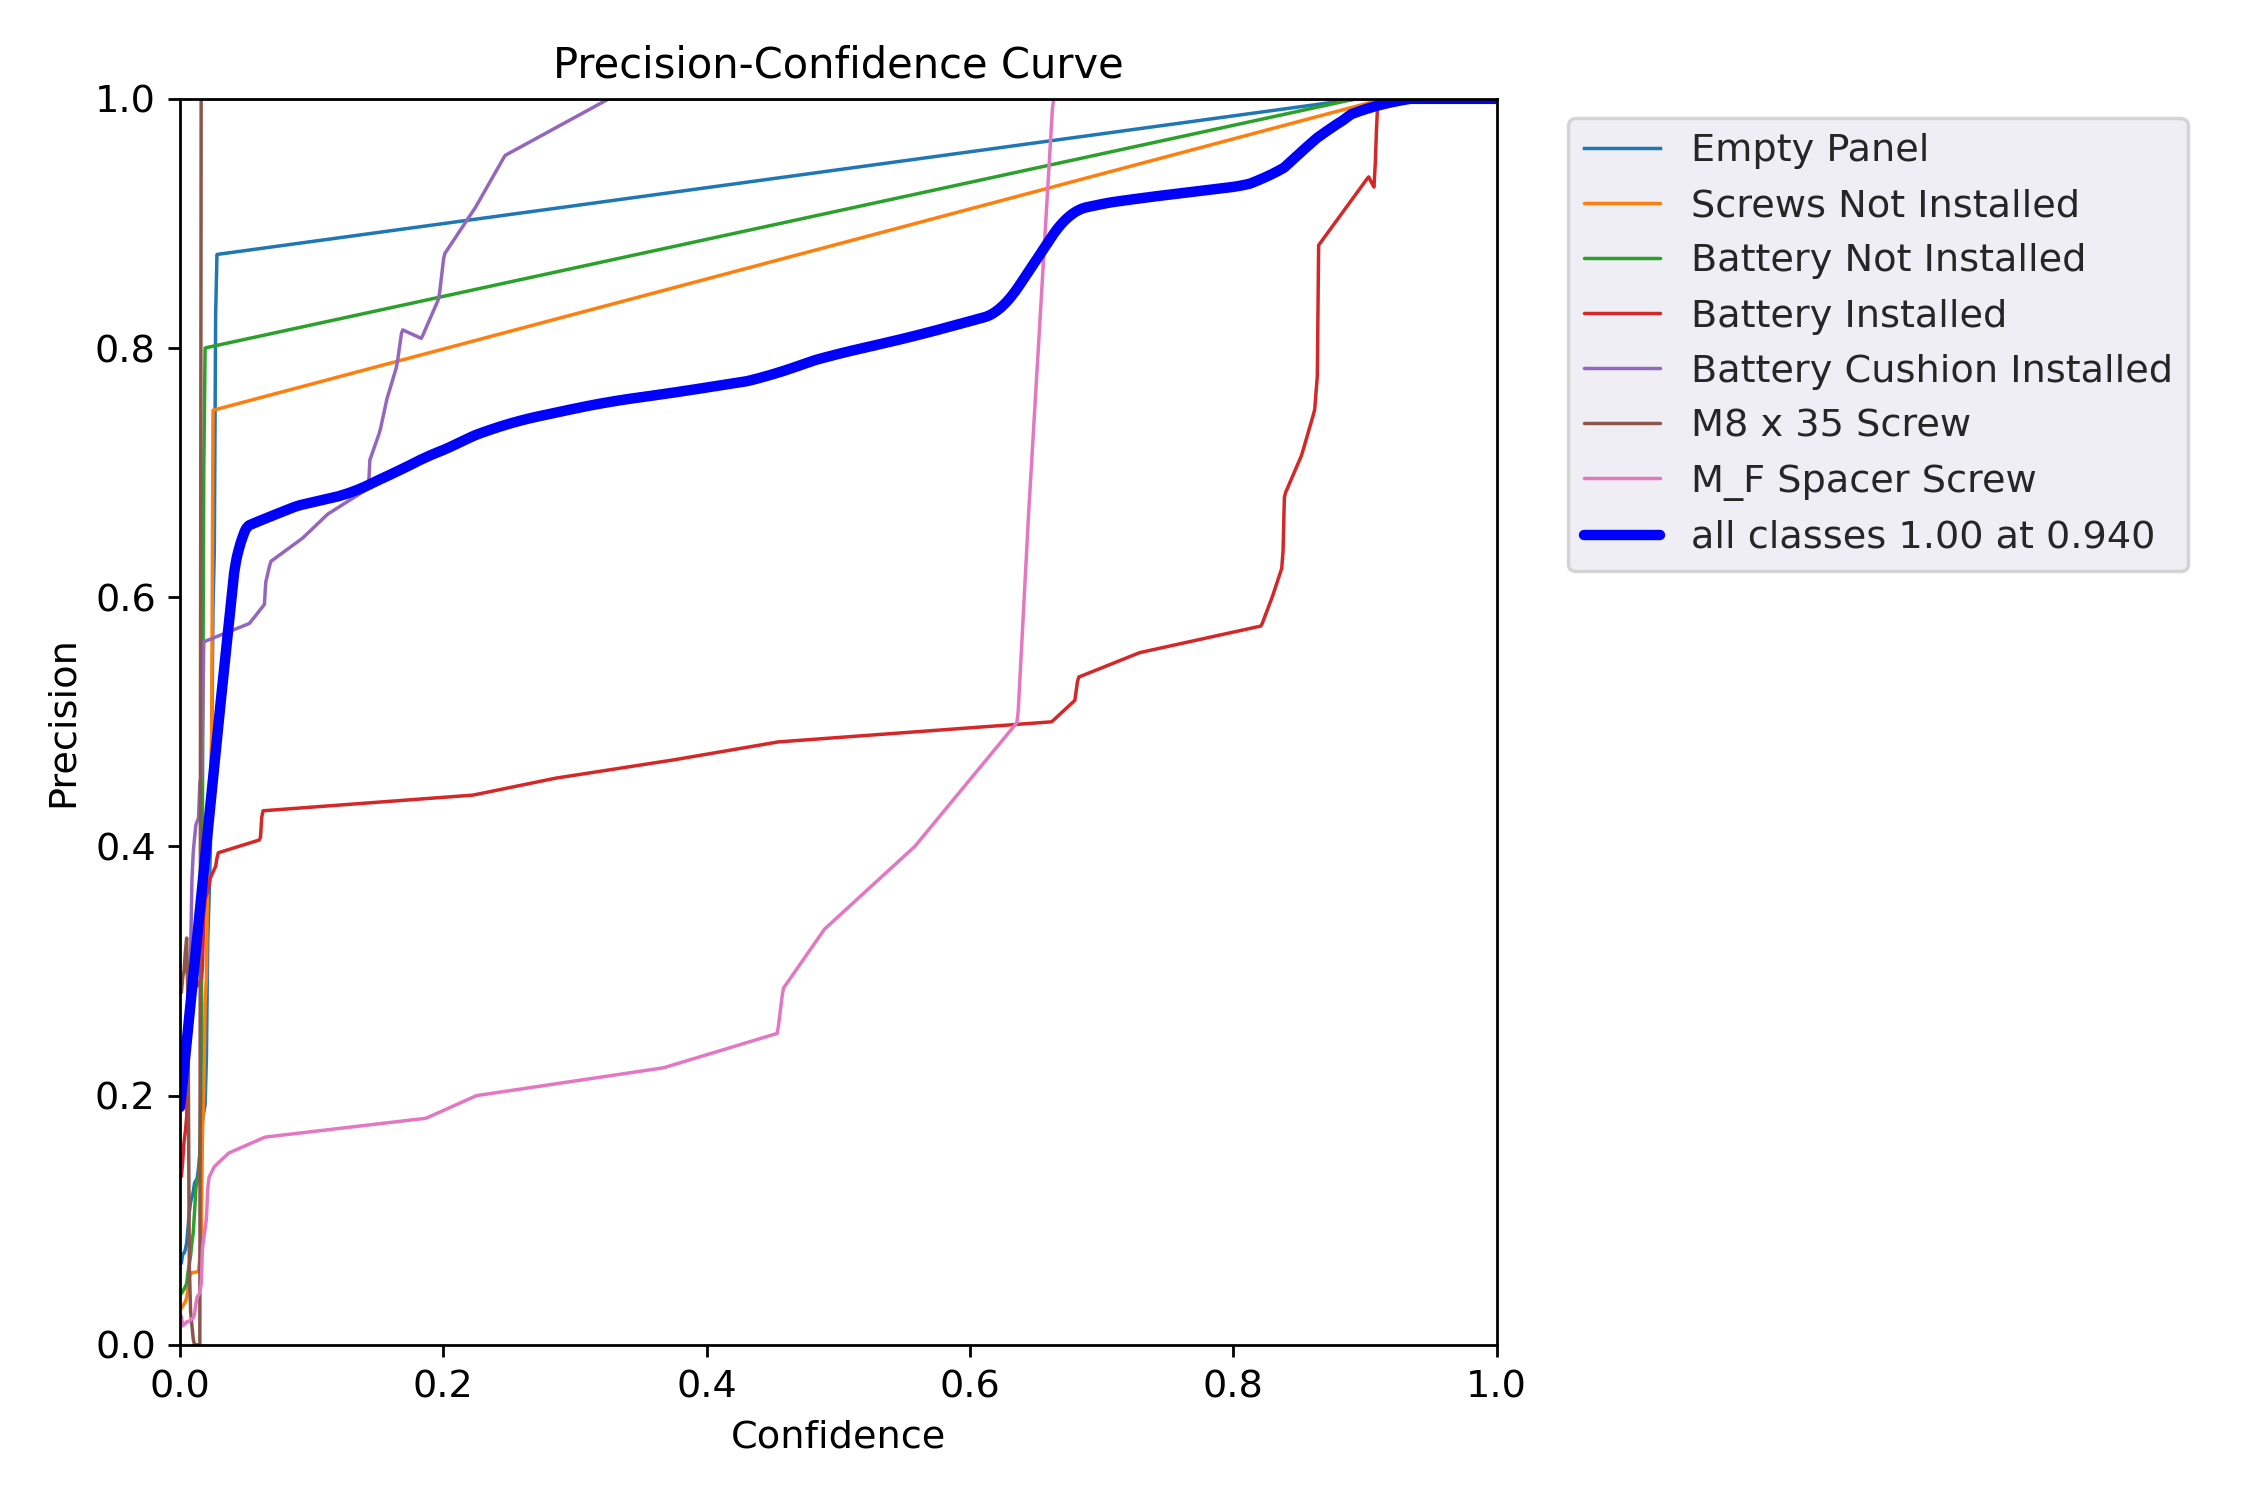 Precision-Confidence Curve
1.0
0.8
0.6
0.4
0.2
0.0
Precision
0.0 0.2 0.4 0.6 0.8 1.0
Confidence
Empty Panel
Screws Not Installed
Battery Not Installed
Battery Installed
Battery Cushion Installed
M8 x 35 Screw
M_F Spacer Screw
all classes 1.00 at 0.940